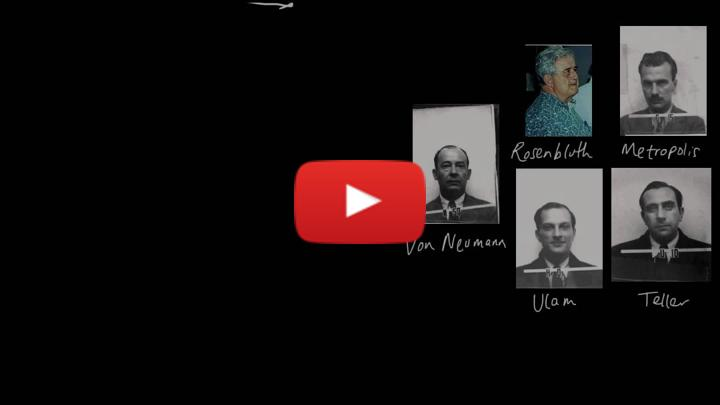 Rosenbluth
Metropolis
Von Neumann
Ulam
Teller